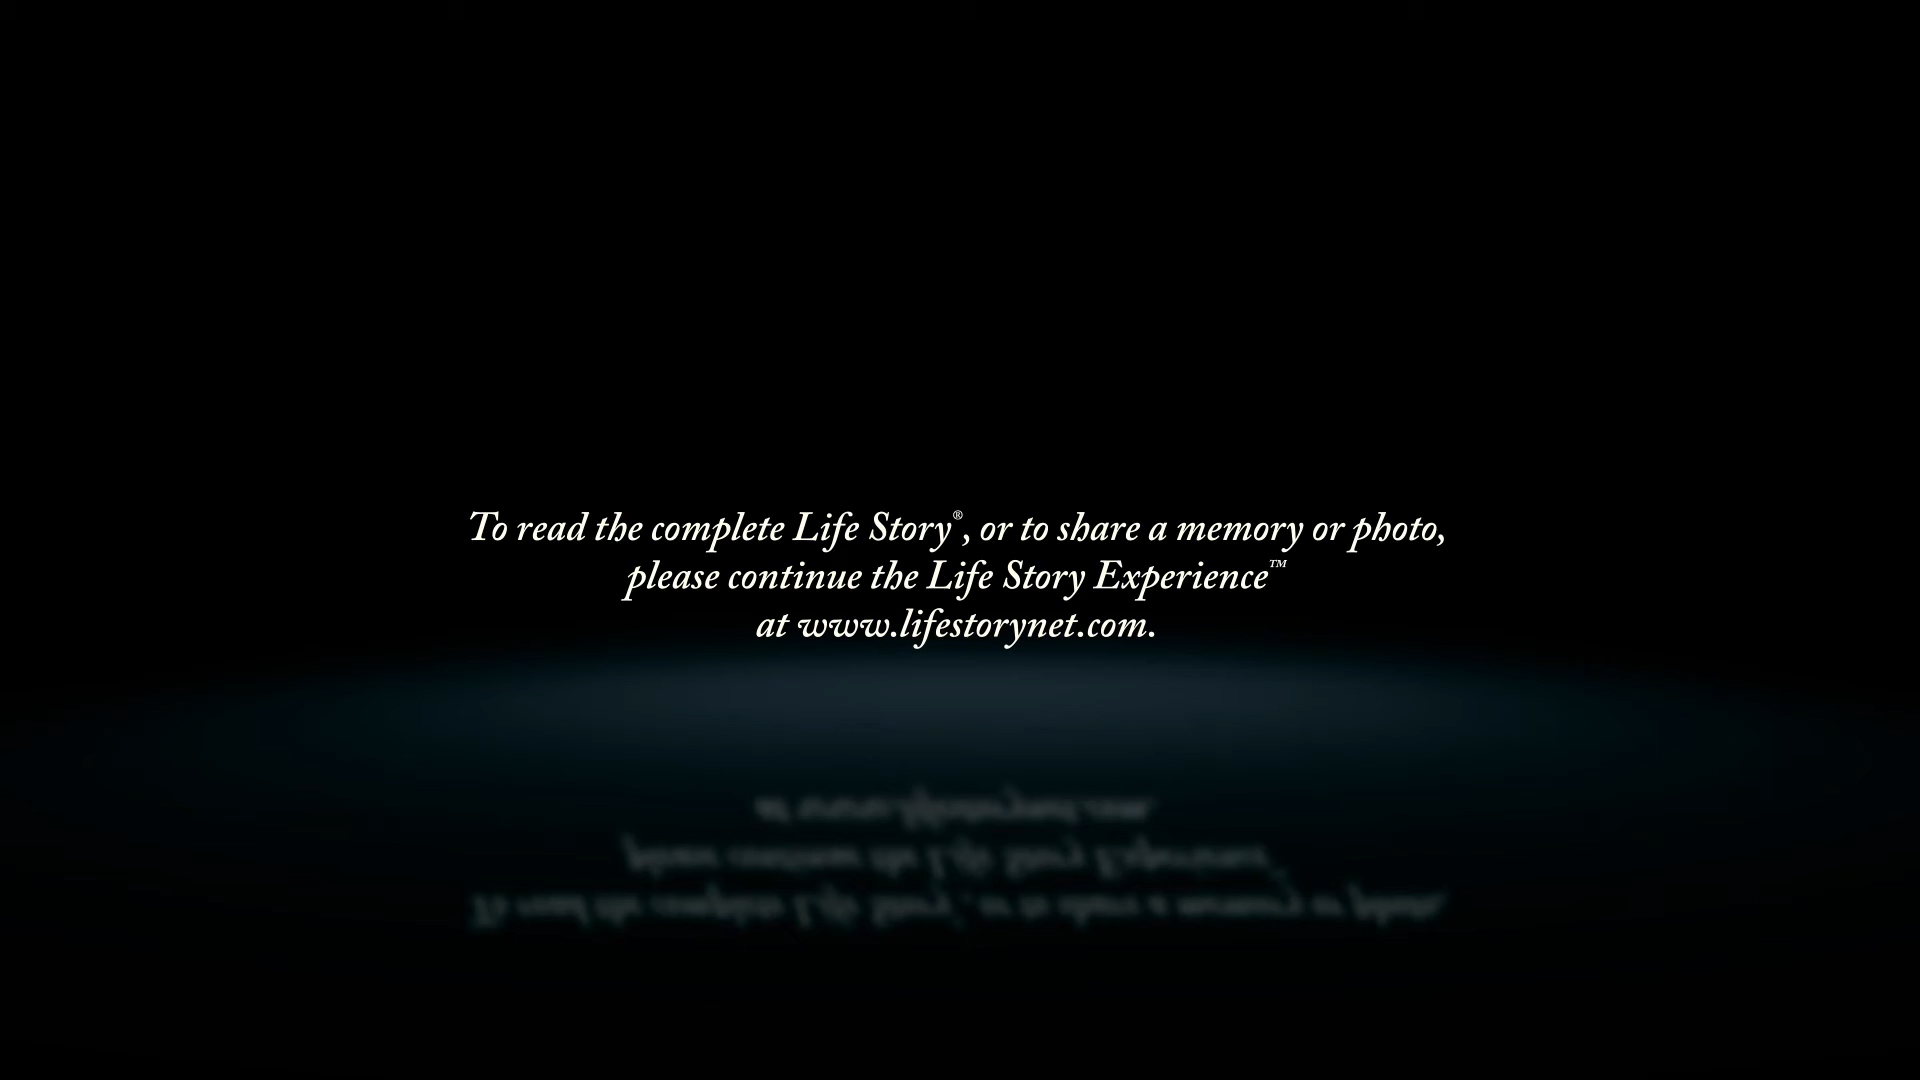 To read the complete Life Story®, or to share a memory or photo,
please continue the Life Story Experience™
at www.lifestorynet.com.